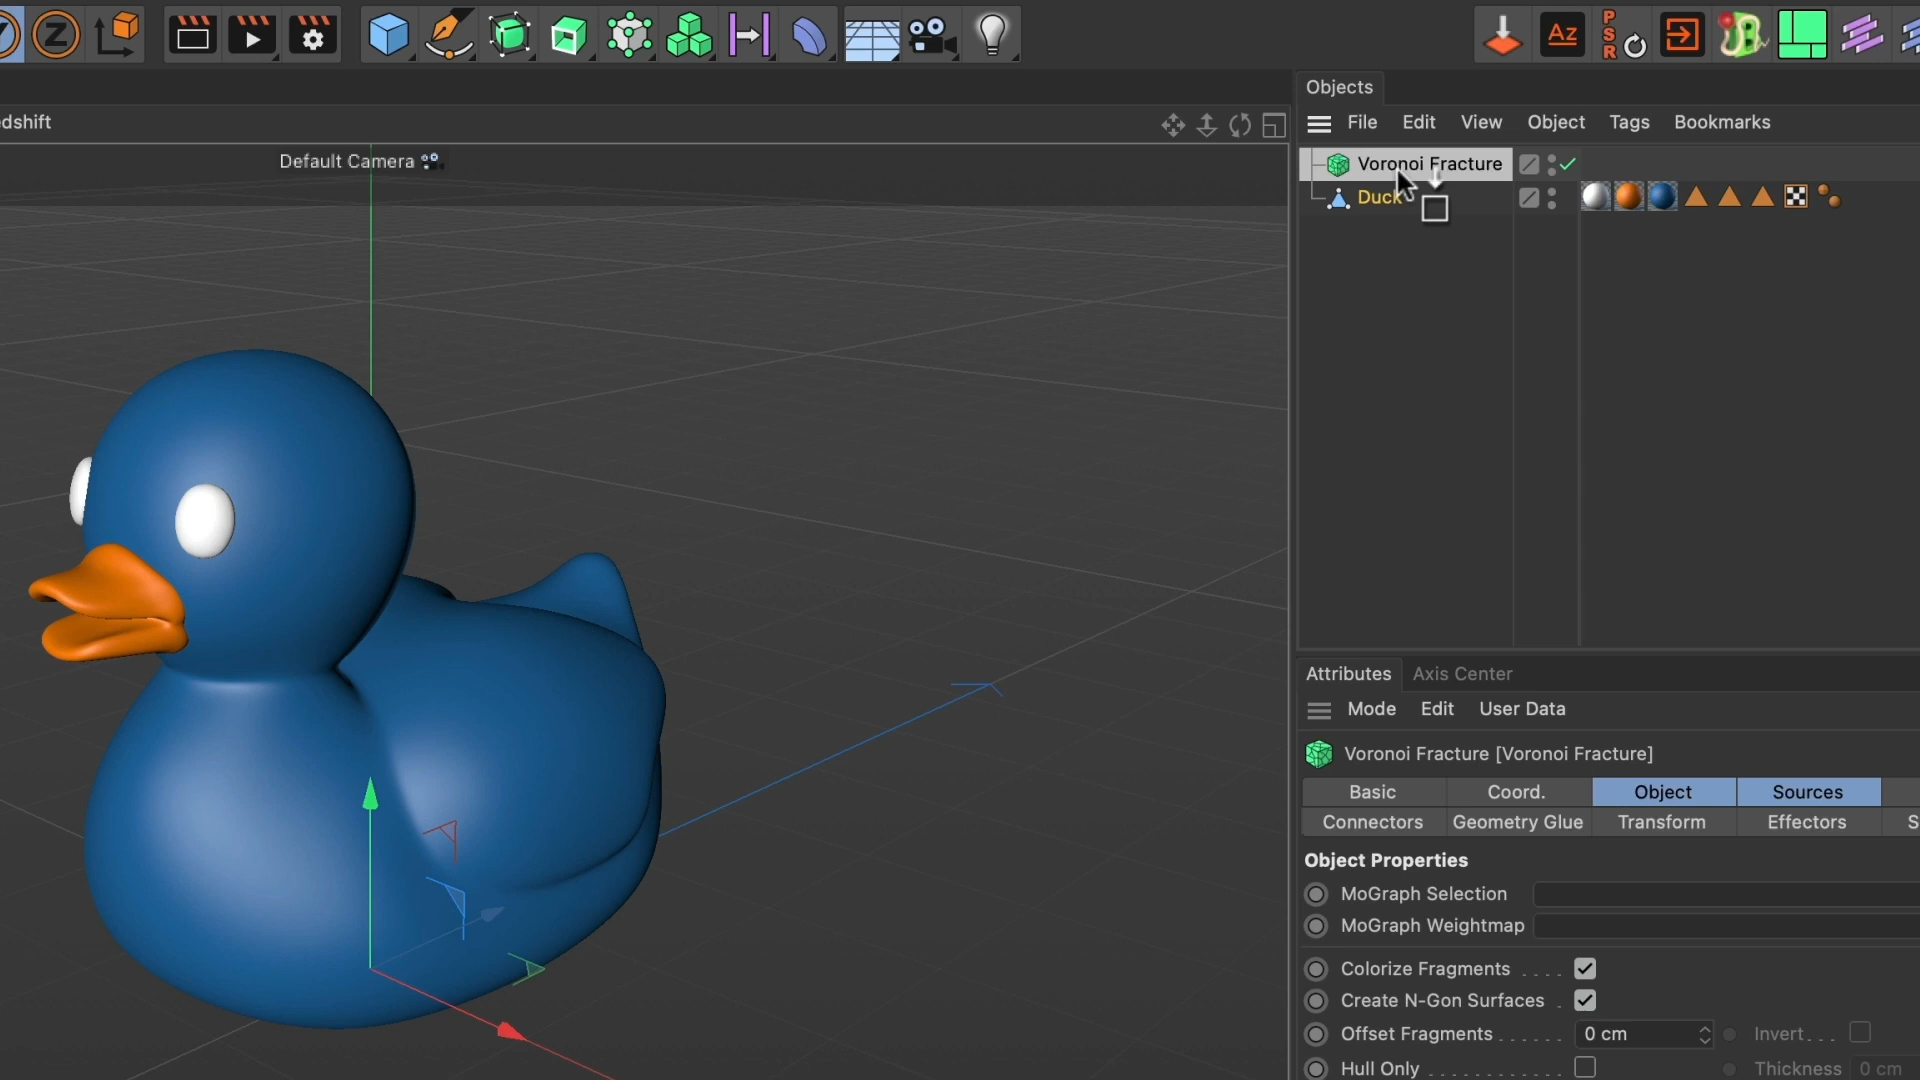 Z
Az
PSR
Objects
File Edit View Object Tags Bookmarks
dshift
Default Camera
Voronoi Fracture
Duck
Attributes Axis Center
Mode Edit User Data
Voronoi Fracture [Voronoi Fracture]
Basic Coord. Object Sources
Connectors Geometry Glue Transform Effectors S
Object Properties
MoGraph Selection
MoGraph Weightmap
Colorize Fragments . . . .
Create N-Gon Surfaces .
Offset Fragments . . . . . . 0 cm Invert. . .
Hull Only . . . . . . . . . . . . Thickness 0 cm